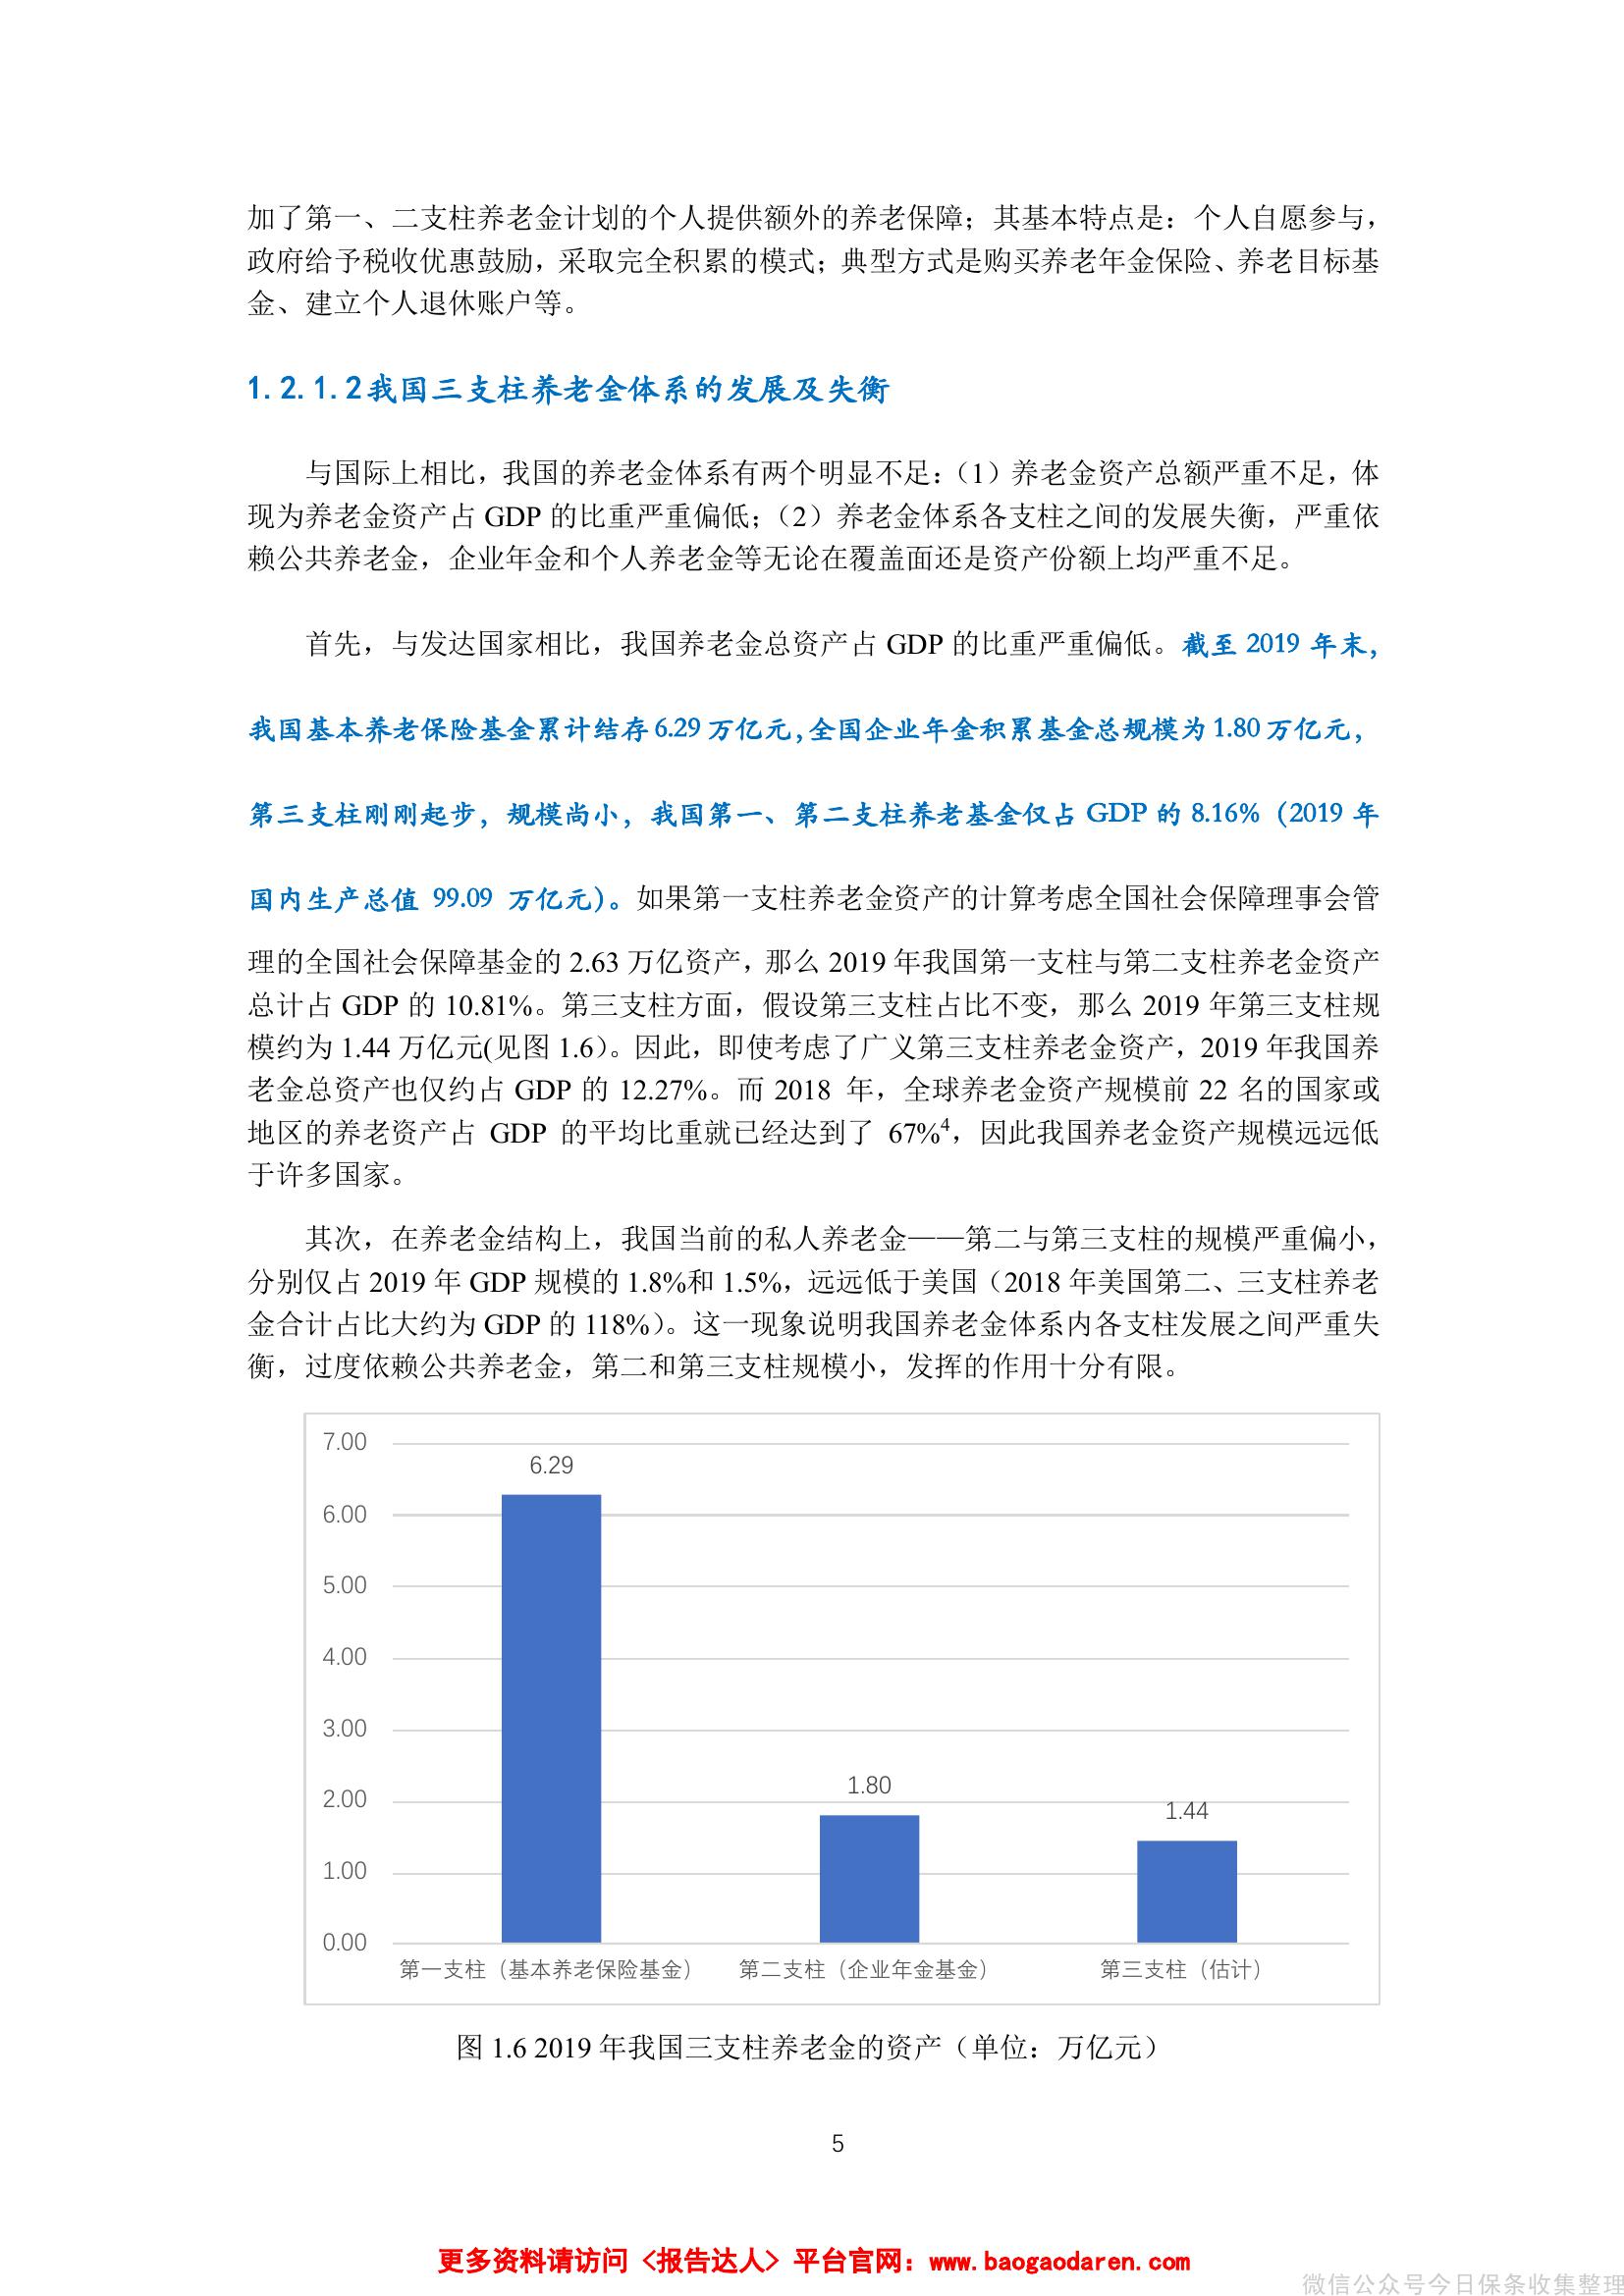 加了第一、二支柱养老金计划的个人提供额外的养老保障；其基本特点是：个人自愿参与，
政府给予税收优惠鼓励，采取完全积累的模式；典型方式是购买养老年金保险、养老目标基
金、建立个人退休账户等。
1.2.1.2我国三支柱养老金体系的发展及失衡
与国际上相比，我国的养老金体系有两个明显不足：（1）养老金资产总额严重不足，体
现为养老金资产占 GDP 的比重严重偏低；（2）养老金体系各支柱之间的发展失衡，严重依
赖公共养老金，企业年金和个人养老金等无论在覆盖面还是资产份额上均严重不足。
首先，与发达国家相比，我国养老金总资产占 GDP 的比重严重偏低。截至 2019 年末，
我国基本养老保险基金累计结存 6.29 万亿元，全国企业年金积累基金总规模为 1.80 万亿元，
第三支柱刚刚起步，规模尚小，我国第一、第二支柱养老基金仅占 GDP 的 8.16%（2019 年
国内生产总值 99.09 万亿元）。如果第一支柱养老金资产的计算考虑全国社会保障理事会管
理的全国社会保障基金的 2.63 万亿资产，那么 2019 年我国第一支柱与第二支柱养老金资产
总计占 GDP 的 10.81%。第三支柱方面，假设第三支柱占比不变，那么 2019 年第三支柱规
模约为 1.44 万亿元(见图 1.6）。因此，即使考虑了广义第三支柱养老金资产，2019 年我国养
老金总资产也仅约占 GDP 的 12.27%。而 2018 年，全球养老金资产规模前 22 名的国家或
地区的养老资产占 GDP 的平均比重就已经达到了 67%4，因此我国养老金资产规模远远低
于许多国家。
其次，在养老金结构上，我国当前的私人养老金——第二与第三支柱的规模严重偏小，
分别仅占 2019 年 GDP 规模的 1.8%和 1.5%，远远低于美国（2018 年美国第二、三支柱养老
金合计占比大约为 GDP 的 118%）。这一现象说明我国养老金体系内各支柱发展之间严重失
衡，过度依赖公共养老金，第二和第三支柱规模小，发挥的作用十分有限。
7.00
6.29
6.00
5.00
4.00
3.00
1.80
2.00
1.44
1.00
0.00
第一支柱（基本养老保险基金） 第二支柱（企业年金基金） 第三支柱（估计）
图 1.6 2019 年我国三支柱养老金的资产（单位：万亿元）
5
更多资料请访问《报告达人》平台官网：www.baogaodaren.com
微信公众号今日保条收集整理